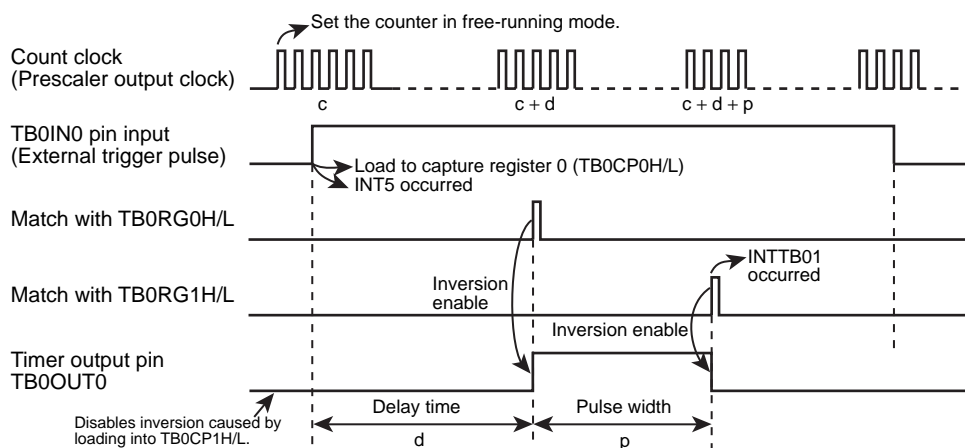 Set the counter in free-running mode.
Count clock
(Prescaler output clock)
c
c + d
c + d + p
TB0IN0 pin input
(External trigger pulse)
Load to capture register 0 (TB0CP0H/L)
INT5 occurred
Match with TB0RG0H/L
INTTB01
occurred
Inversion
enable
Match with TB0RG1H/L
Inversion enable
Timer output pin
TB0OUT0
Disables inversion caused by
loading into TB0CP1H/L.
Delay time
Pulse width
d
p